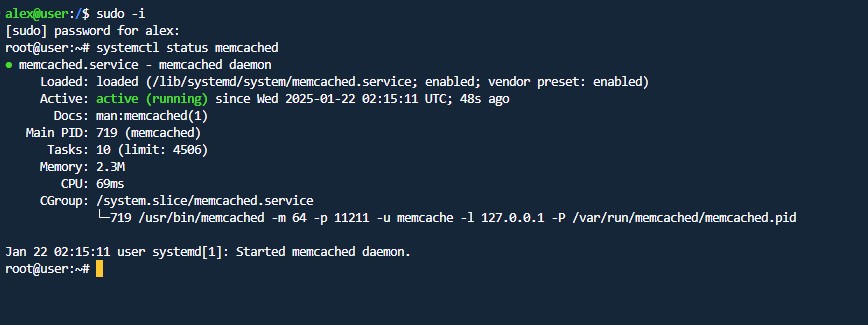 alex@user:/$ sudo -i
[sudo] password for alex:
root@user:~# systemctl status memcached
● memcached.service - memcached daemon
     Loaded: loaded (/lib/systemd/system/memcached.service; enabled; vendor preset: enabled)
     Active: active (running) since Wed 2025-01-22 02:15:11 UTC; 48s ago
       Docs: man:memcached(1)
   Main PID: 719 (memcached)
      Tasks: 10 (limit: 4506)
     Memory: 2.3M
        CPU: 69ms
     CGroup: /system.slice/memcached.service
             └─719 /usr/bin/memcached -m 64 -p 11211 -u memcache -l 127.0.0.1 -P /var/run/memcached/memcached.pid

Jan 22 02:15:11 user systemd[1]: Started memcached daemon.
root@user:~#